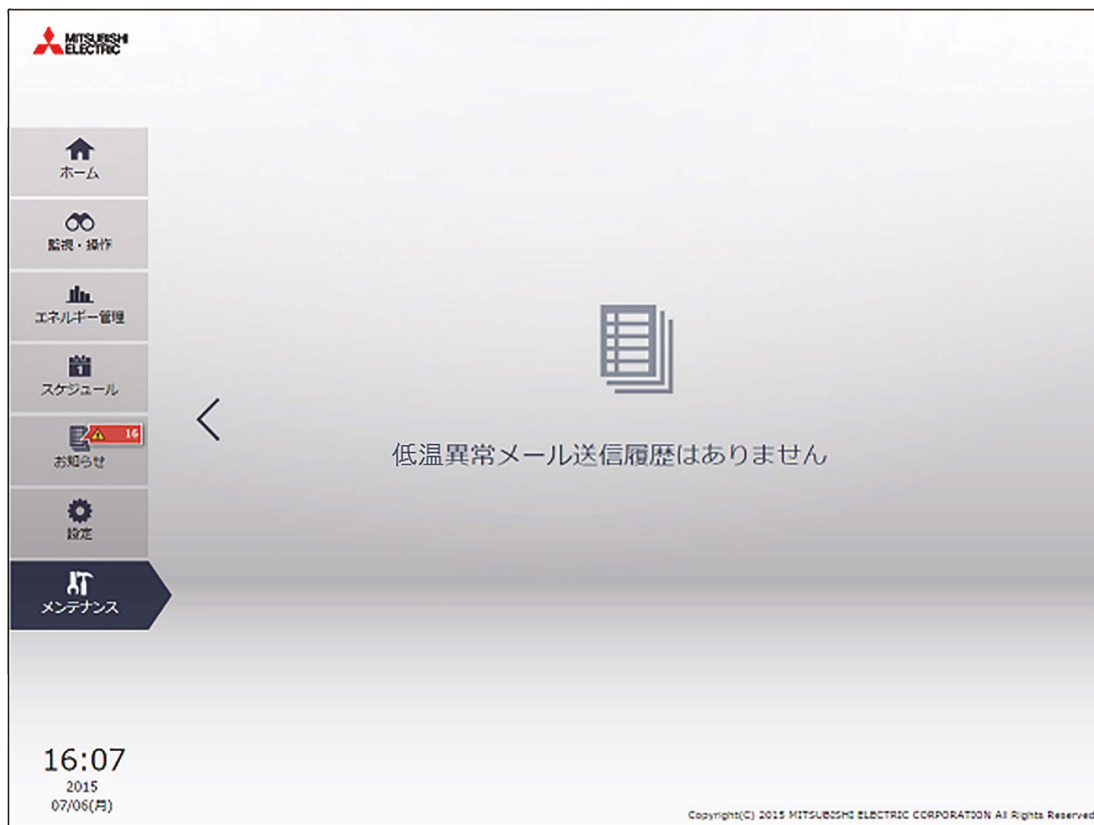 MITSUBISHI
ELECTRIC
ホーム
監視・操作
エネルギー管理
1
スケジュール
16
お知らせ
設定
メンテナンス
低温異常メール送信履歴はありません
16:07
2015
07/06(月)
Copyright(C) 2015 MITSUBISHI ELECTRIC CORPORATION All Rights Reserved